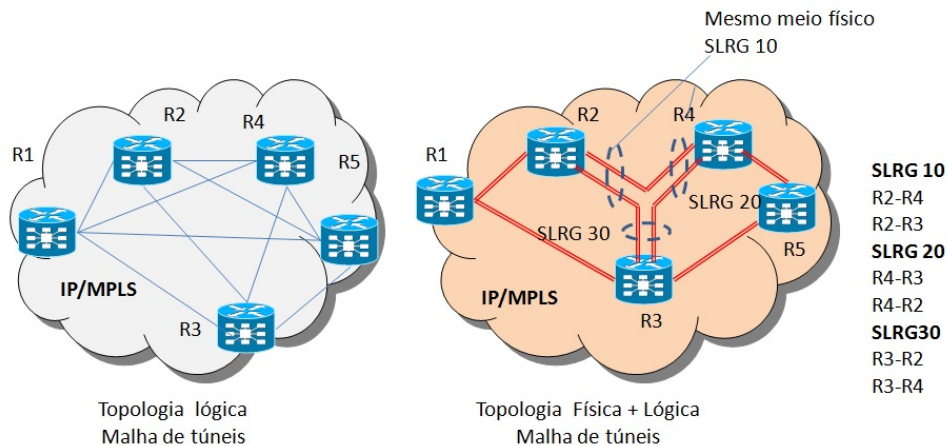 Mesmo meio físico
SLRG 10
R2
R4
R1
R5
IP/MPLS
R3
Topologia lógica
Malha de túneis
R2
R4
R1
SLRG 20
SLRG 30
R5
IP/MPLS
R3
Topologia Física + Lógica
Malha de túneis
SLRG 10
R2-R4
R2-R3
SLRG 20
R4-R3
R4-R2
SLRG30
R3-R2
R3-R4